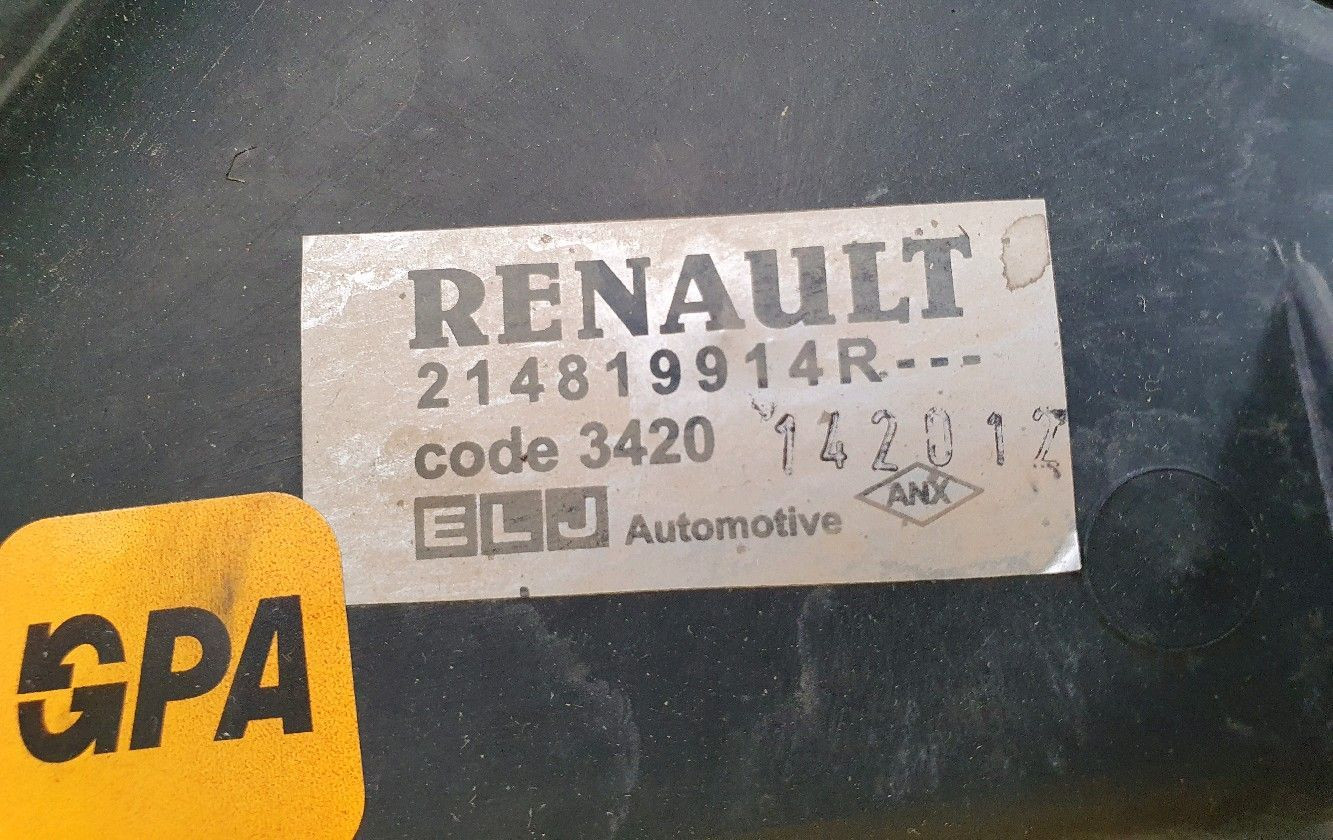 RENAULT
214819914R---
code 3420 142012
ELJ Automotive ANX
GPA